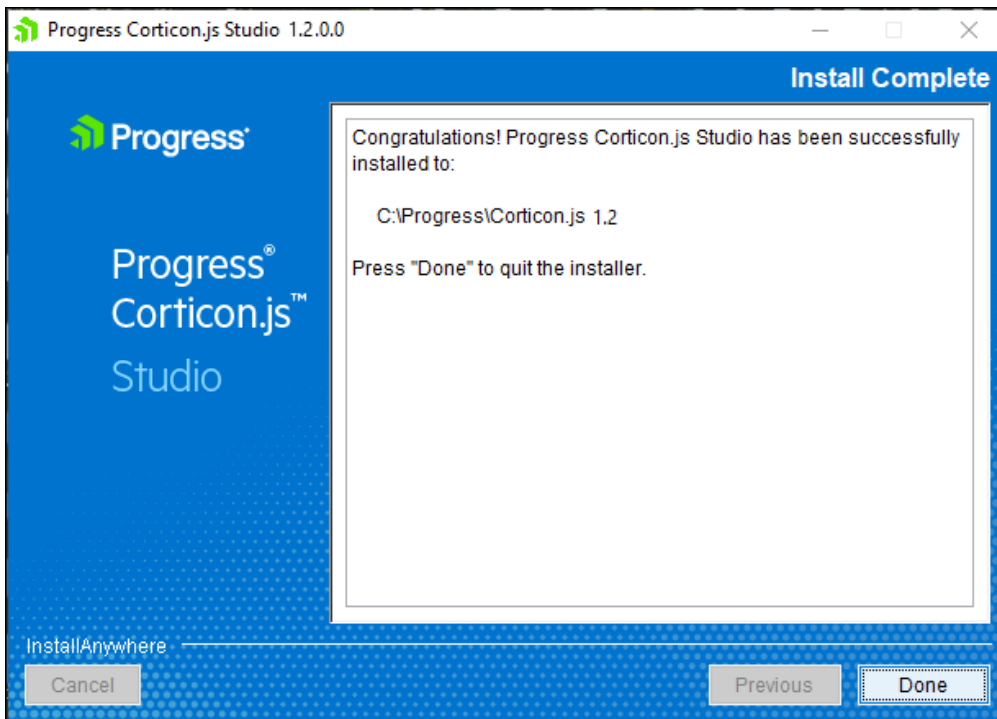 Progress Corticon.js Studio 1.2.0.0
Install Complete
Progress®
Progress®
Corticon.js™
Studio
Congratulations! Progress Corticon.js Studio has been successfully
installed to:
C:\Progress\Corticon.js 1.2
Press "Done" to quit the installer.
InstallAnywhere
Cancel
Previous
Done